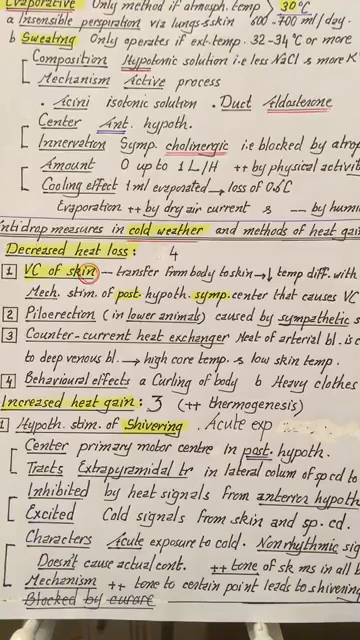 Evaporative Only method if atmosph. temp > 30°C
a Insensible perspiration via lungs & skin 600-700 ml/day.
b Sweating Only operates if ext. temp. 32-34°C or more
Composition Hypotonic solution i.e less NaCl & more K
Mechanism Active process
. Acini isotonic solution . Duct Aldosterone
Center Ant. hypoth.
Innervation Symp. cholinergic i.e blocked by atrop
Amount 0 up to 1 L/H ++ by physical activit
Cooling effect 1 ml evaporated → loss of 0.6 C
Evaporation ++ by dry air current & -- by humi
Antidrop measures in cold weather and methods of heat gain
Decreased heat loss: 4
1 VC of skin – transfer from body to skin → ↓ temp diff. with
Mech. stim. of post. hypoth. symp. center that causes VC
2 Piloerection (in lower animals) caused by sympathetic s
3 Counter-current heat exchanger Heat of arterial bl. is c
to deep venous bl. → high core temp. & low skin temp.
4 Behavioural effects a Curling of body b Heavy clothes
Increased heat gain: 3 (++ thermogenesis)
1 Hypoth. stim. of Shivering . Acute exp
Center primary motor centre in post. hypoth.
Tracts Extrapyramidal tr in lateral colum of sp cd to
Inhibited by heat signals from anterior hypoth
Excited Cold signals from skin and sp. cd.
Characters Acute exposure to cold. Nonrhythmic sig
Doesn't cause actual cont. ++ tone of sk ms in all b
Mechanism ++ tone to certain point leads to shivering
Blocked by curare